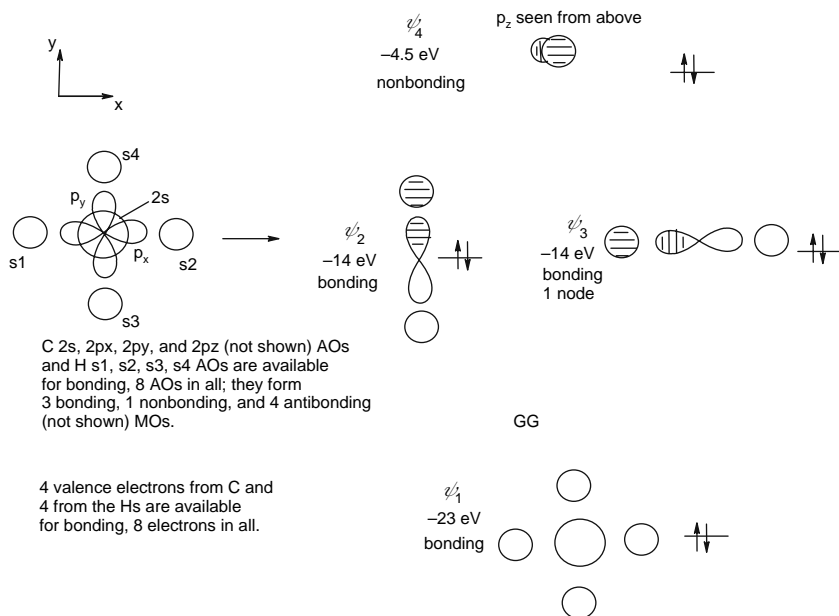 ψ4
pz seen from above
–4.5 eV
nonbonding
y
x
s4
py
2s
s1
px
s2
s3
ψ2
–14 eV
bonding
ψ3
–14 eV
bonding
1 node
C 2s, 2px, 2py, and 2pz (not shown) AOs
and H s1, s2, s3, s4 AOs are available
for bonding, 8 AOs in all; they form
3 bonding, 1 nonbonding, and 4 antibonding
(not shown) MOs.
GG
4 valence electrons from C and
4 from the Hs are available
for bonding, 8 electrons in all.
ψ1
–23 eV
bonding